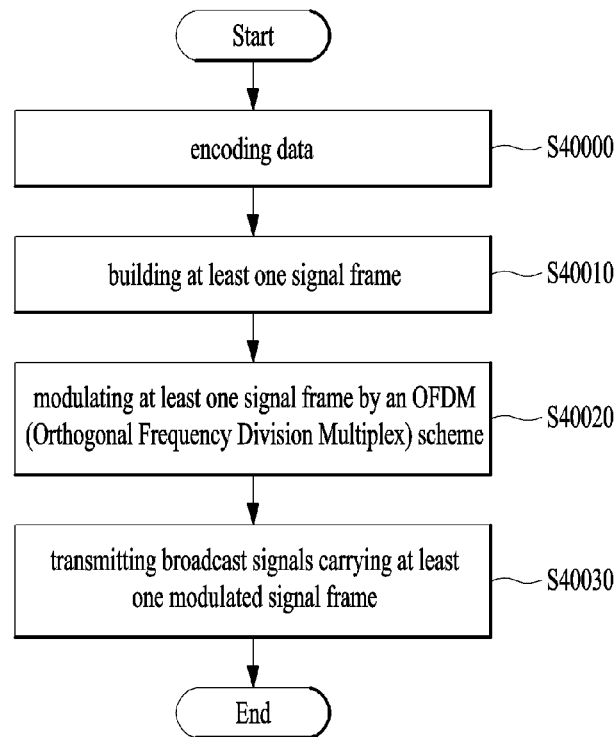 Start
encoding data
S40000
building at least one signal frame
S40010
modulating at least one signal frame by an OFDM
(Orthogonal Frequency Division Multiplex) scheme
S40020
transmitting broadcast signals carrying at least
one modulated signal frame
S40030
End